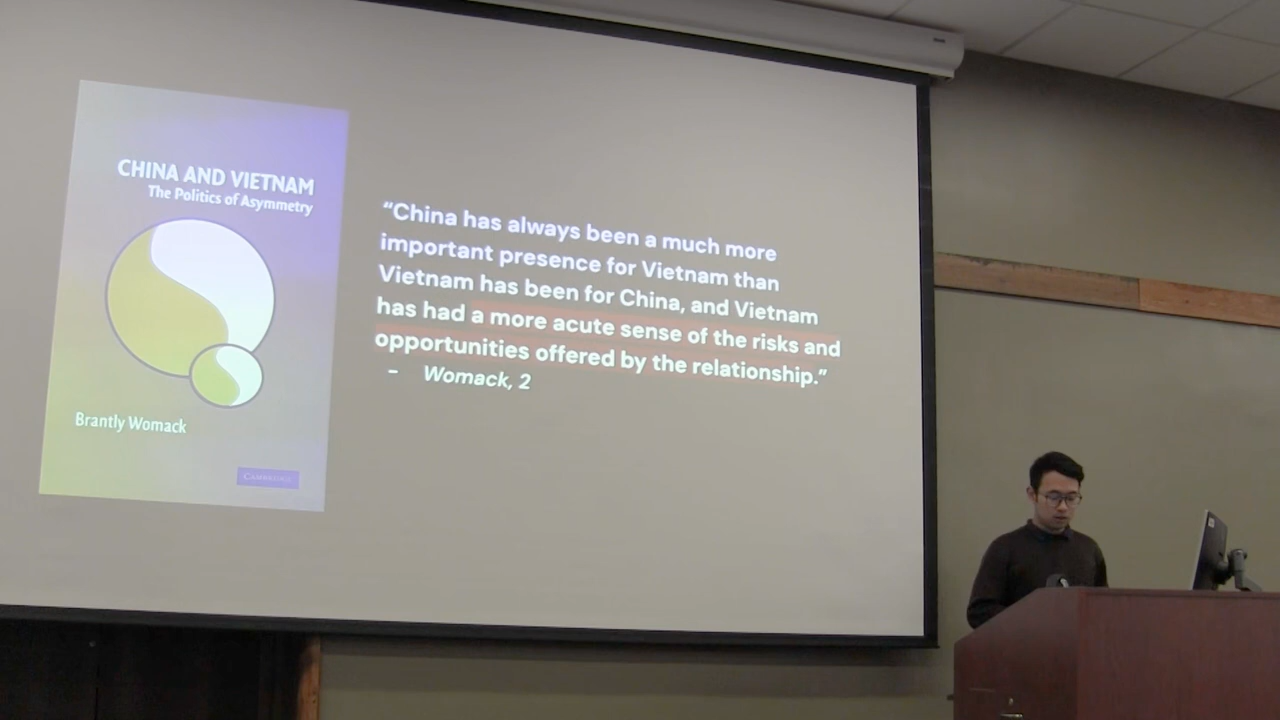 CHINA AND VIETNAM
The Politics of Asymmetry
Brantly Womack
CAMBRIDGE
“China has always been a much more
important presence for Vietnam than
Vietnam has been for China, and Vietnam
has had a more acute sense of the risks and
opportunities offered by the relationship.”
- Womack, 2